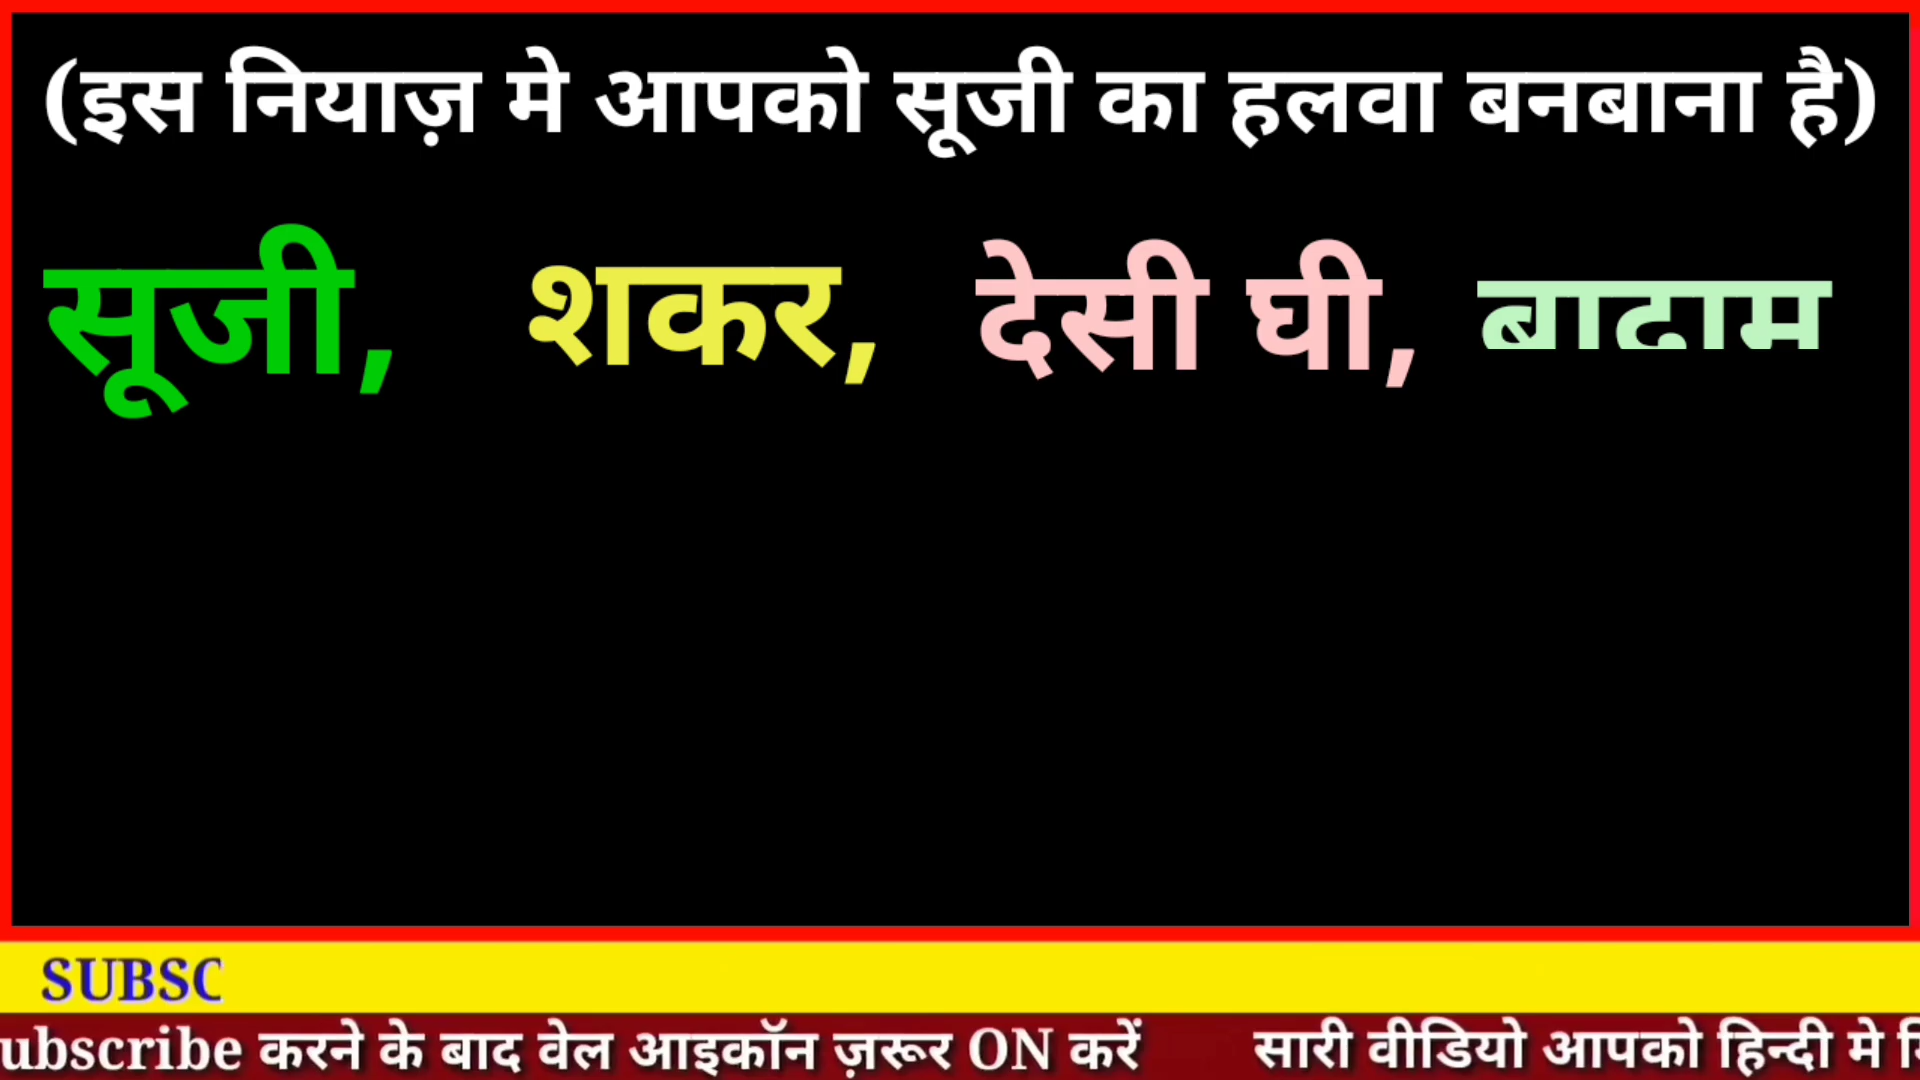 (इस नियाज़ मे आपको सूजी का हलवा बनबाना है)
सूजी, शकर, देसी घी, बादाम
SUBSC
ubscribe करने के बाद वेल आइकॉन ज़रूर ON करें सारी वीडियो आपको हिन्दी मे